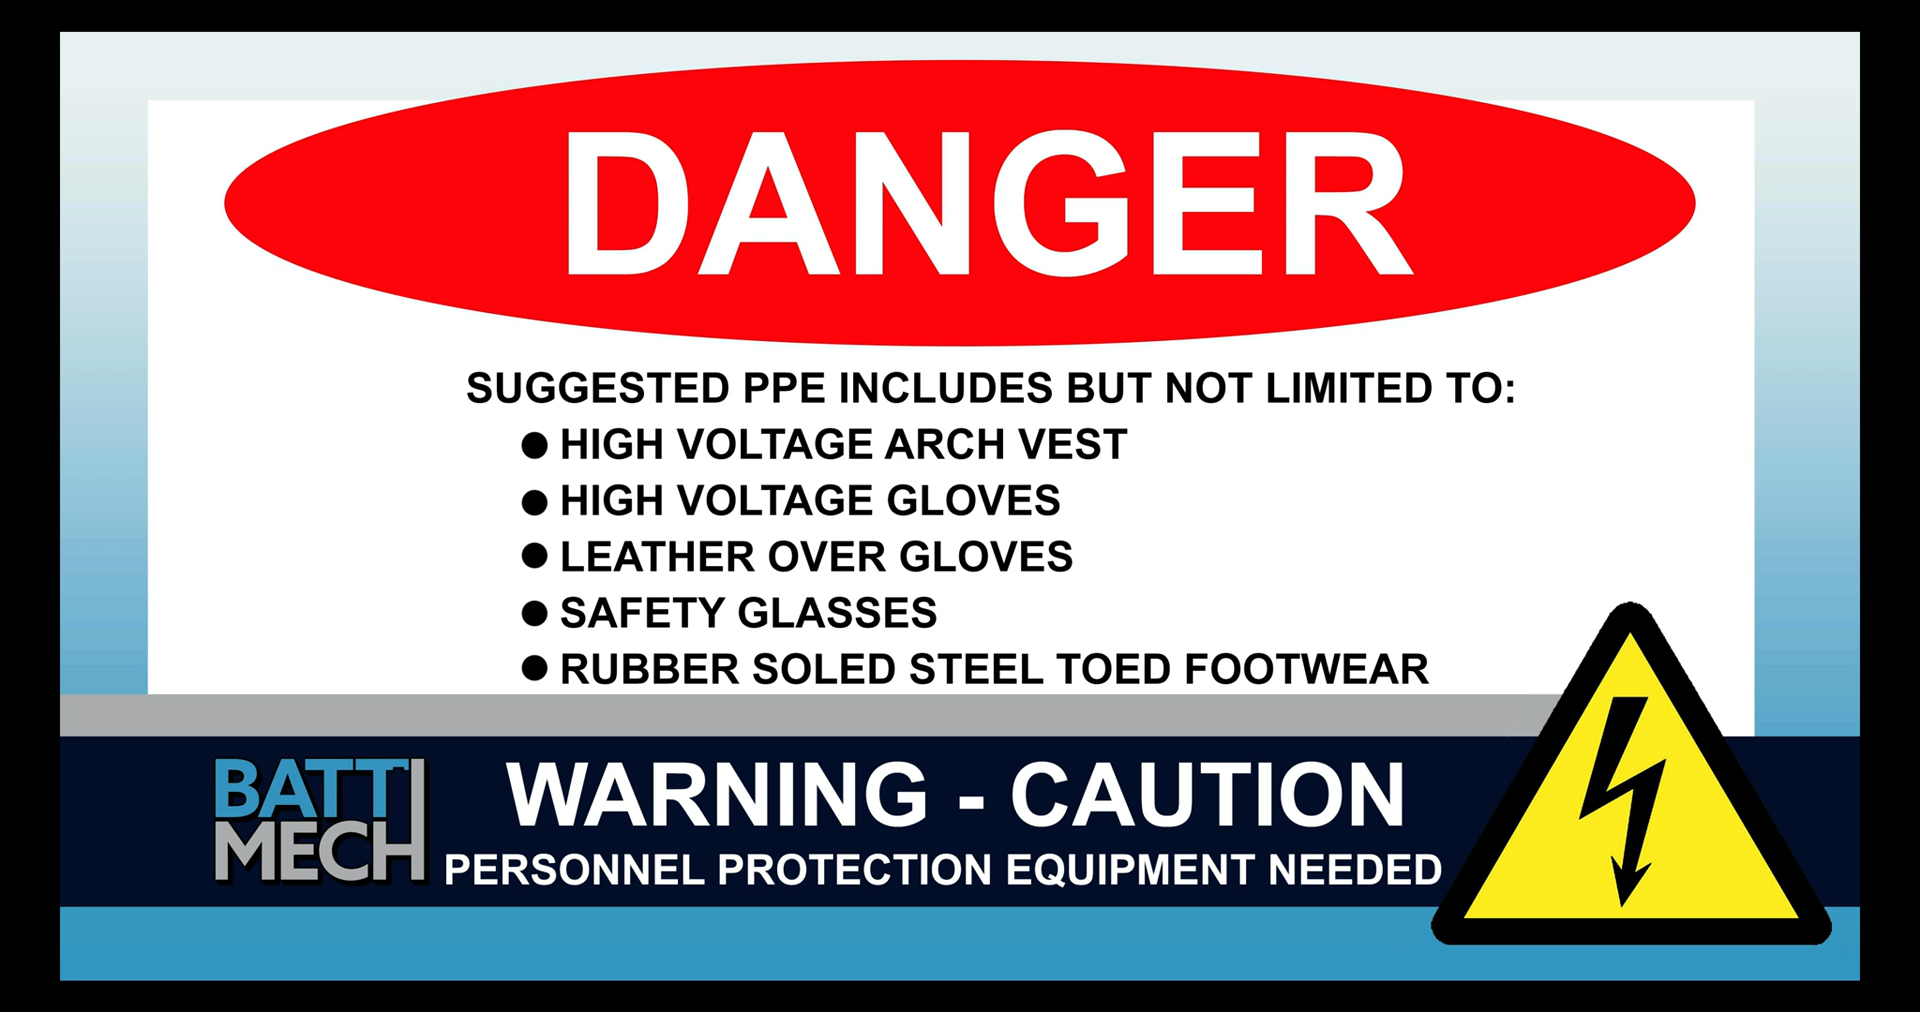 DANGER
SUGGESTED PPE INCLUDES BUT NOT LIMITED TO:
● HIGH VOLTAGE ARCH VEST
● HIGH VOLTAGE GLOVES
● LEATHER OVER GLOVES
● SAFETY GLASSES
● RUBBER SOLED STEEL TOED FOOTWEAR
BATTI
MECH
WARNING - CAUTION
PERSONNEL PROTECTION EQUIPMENT NEEDED